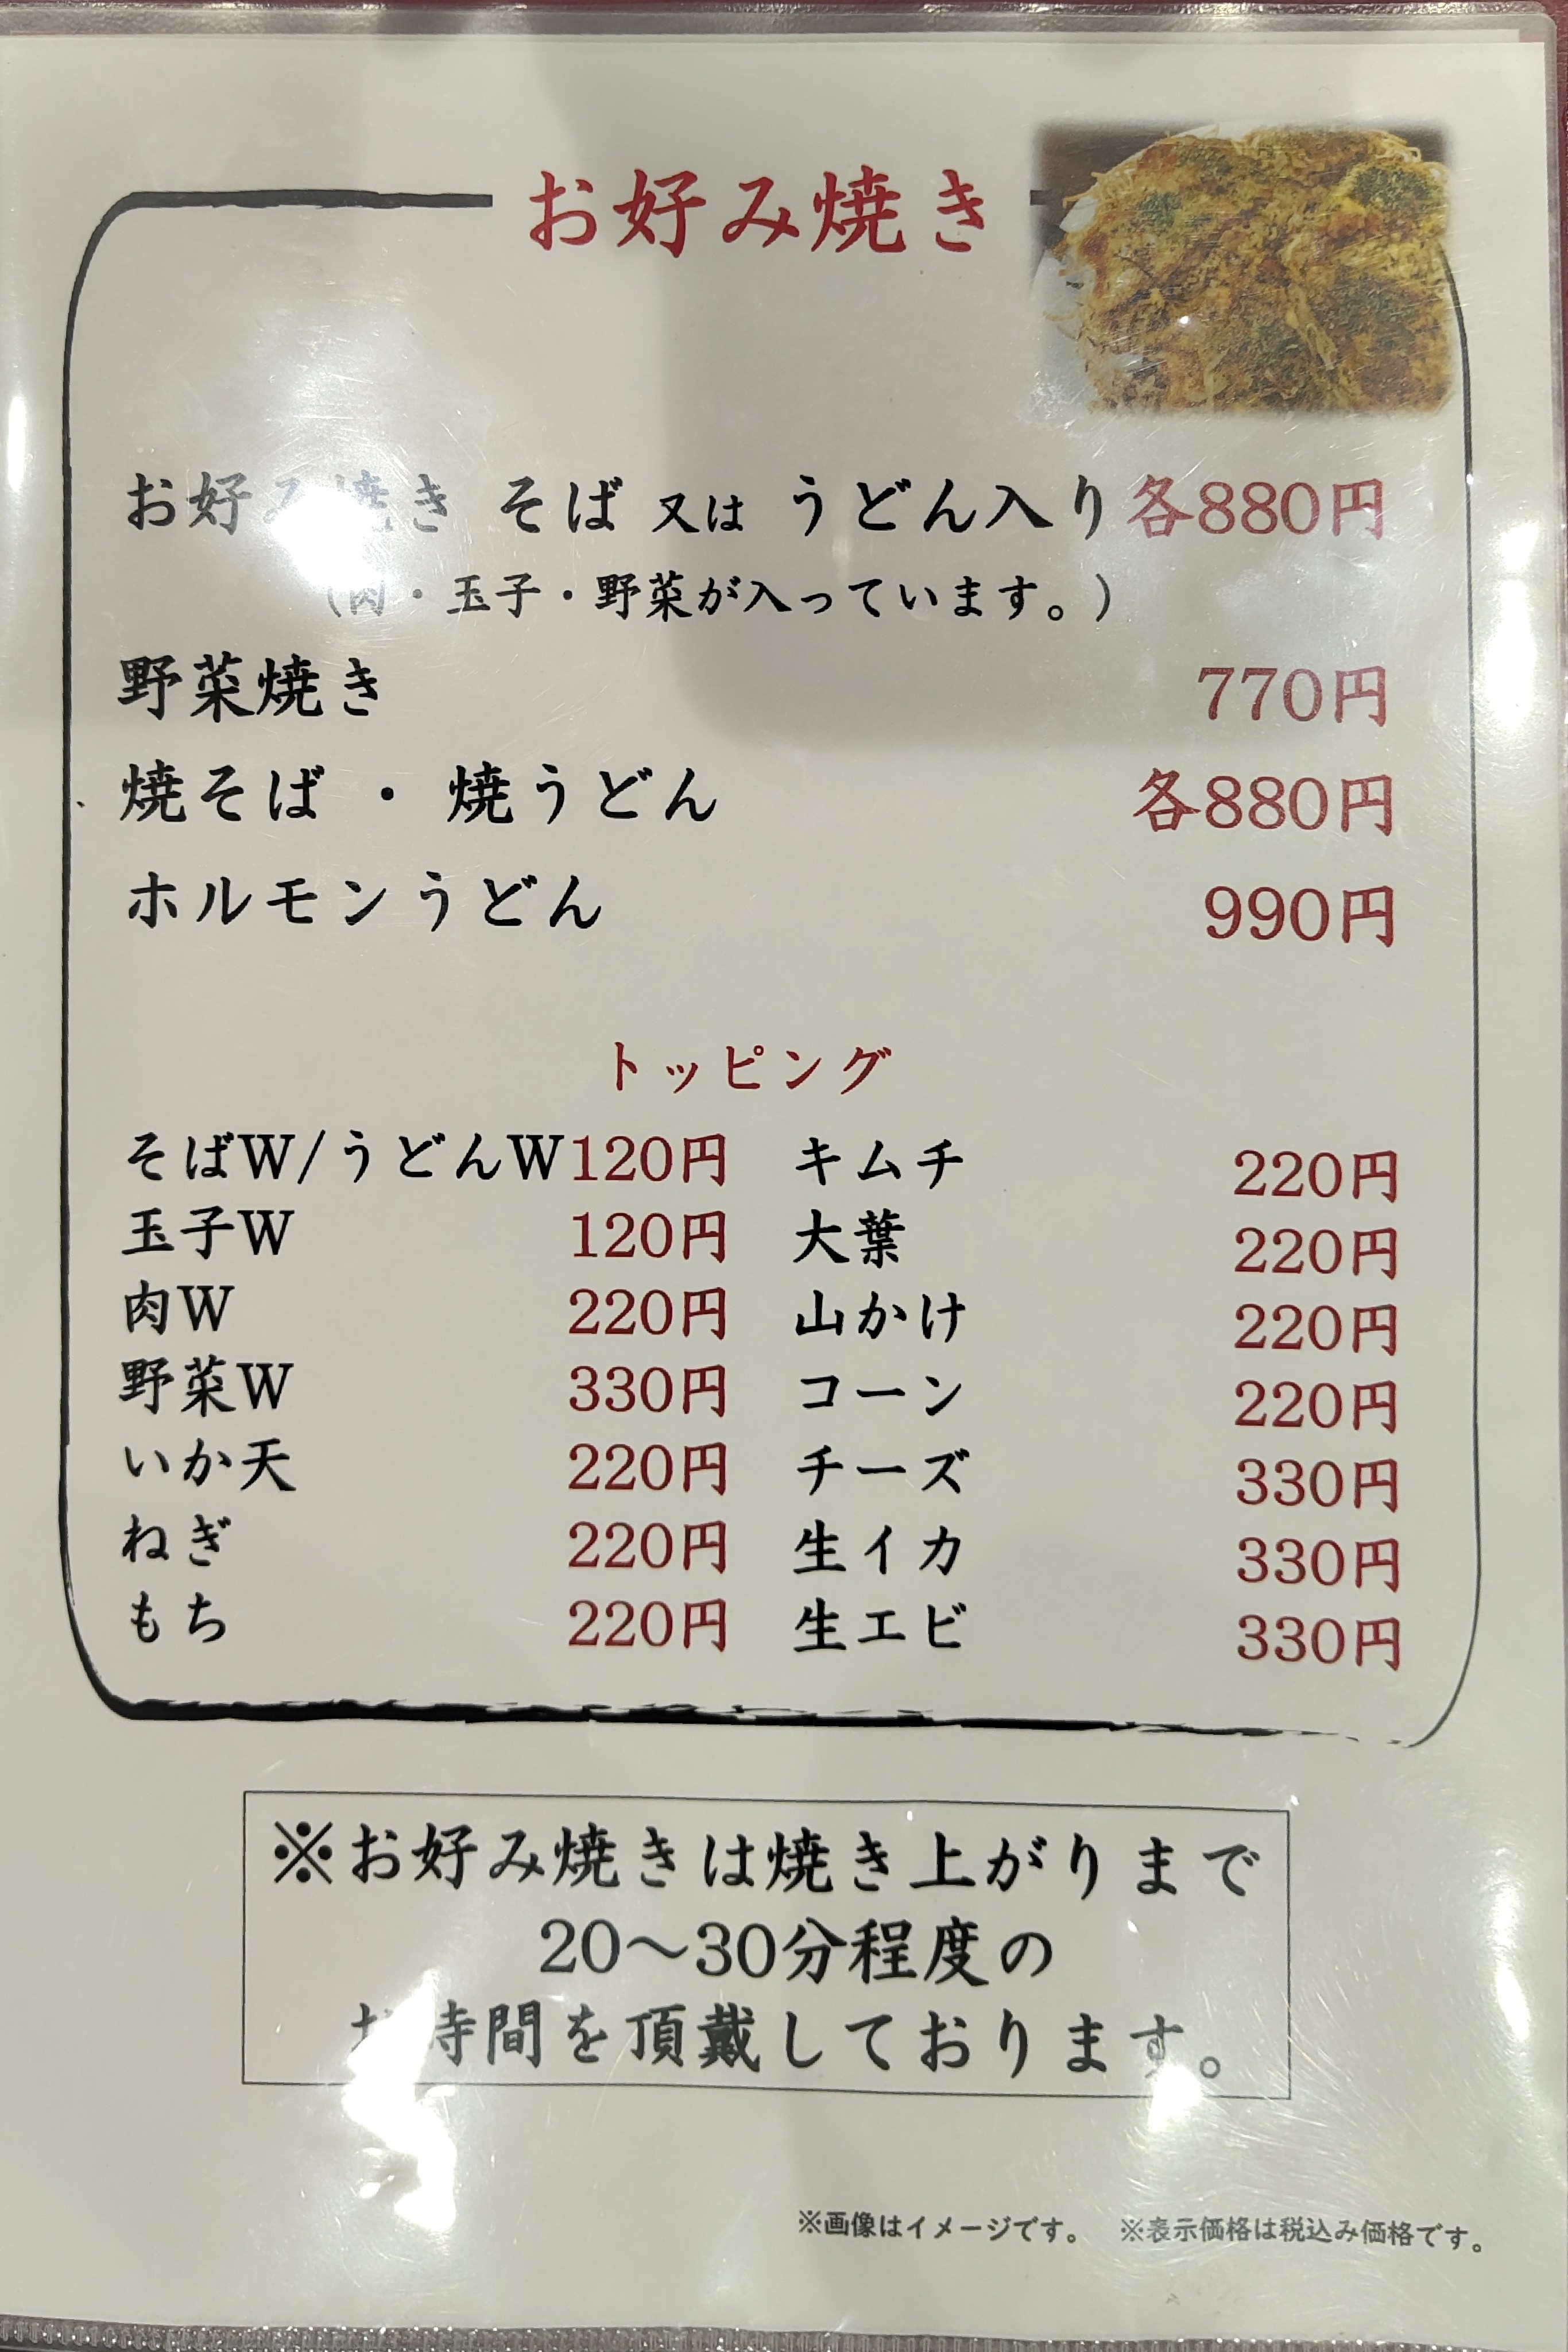 お好み焼き
お好み焼き そば 又は うどん入り各880円
(肉・玉子・野菜が入っています。)
野菜焼き 770円
焼そば ・ 焼うどん 各880円
ホルモンうどん 990円
トッピング
そばW/うどんW120円 キムチ 220円
玉子W 120円 大葉 220円
肉W 220円 山かけ 220円
野菜W 330円 コーン 220円
いか天 220円 チーズ 330円
ねぎ 220円 生イカ 330円
もち 220円 生エビ 330円
※お好み焼きは焼き上がりまで
20〜30分程度の
お時間を頂戴しております。
※画像はイメージです。 ※表示価格は税込み価格です。